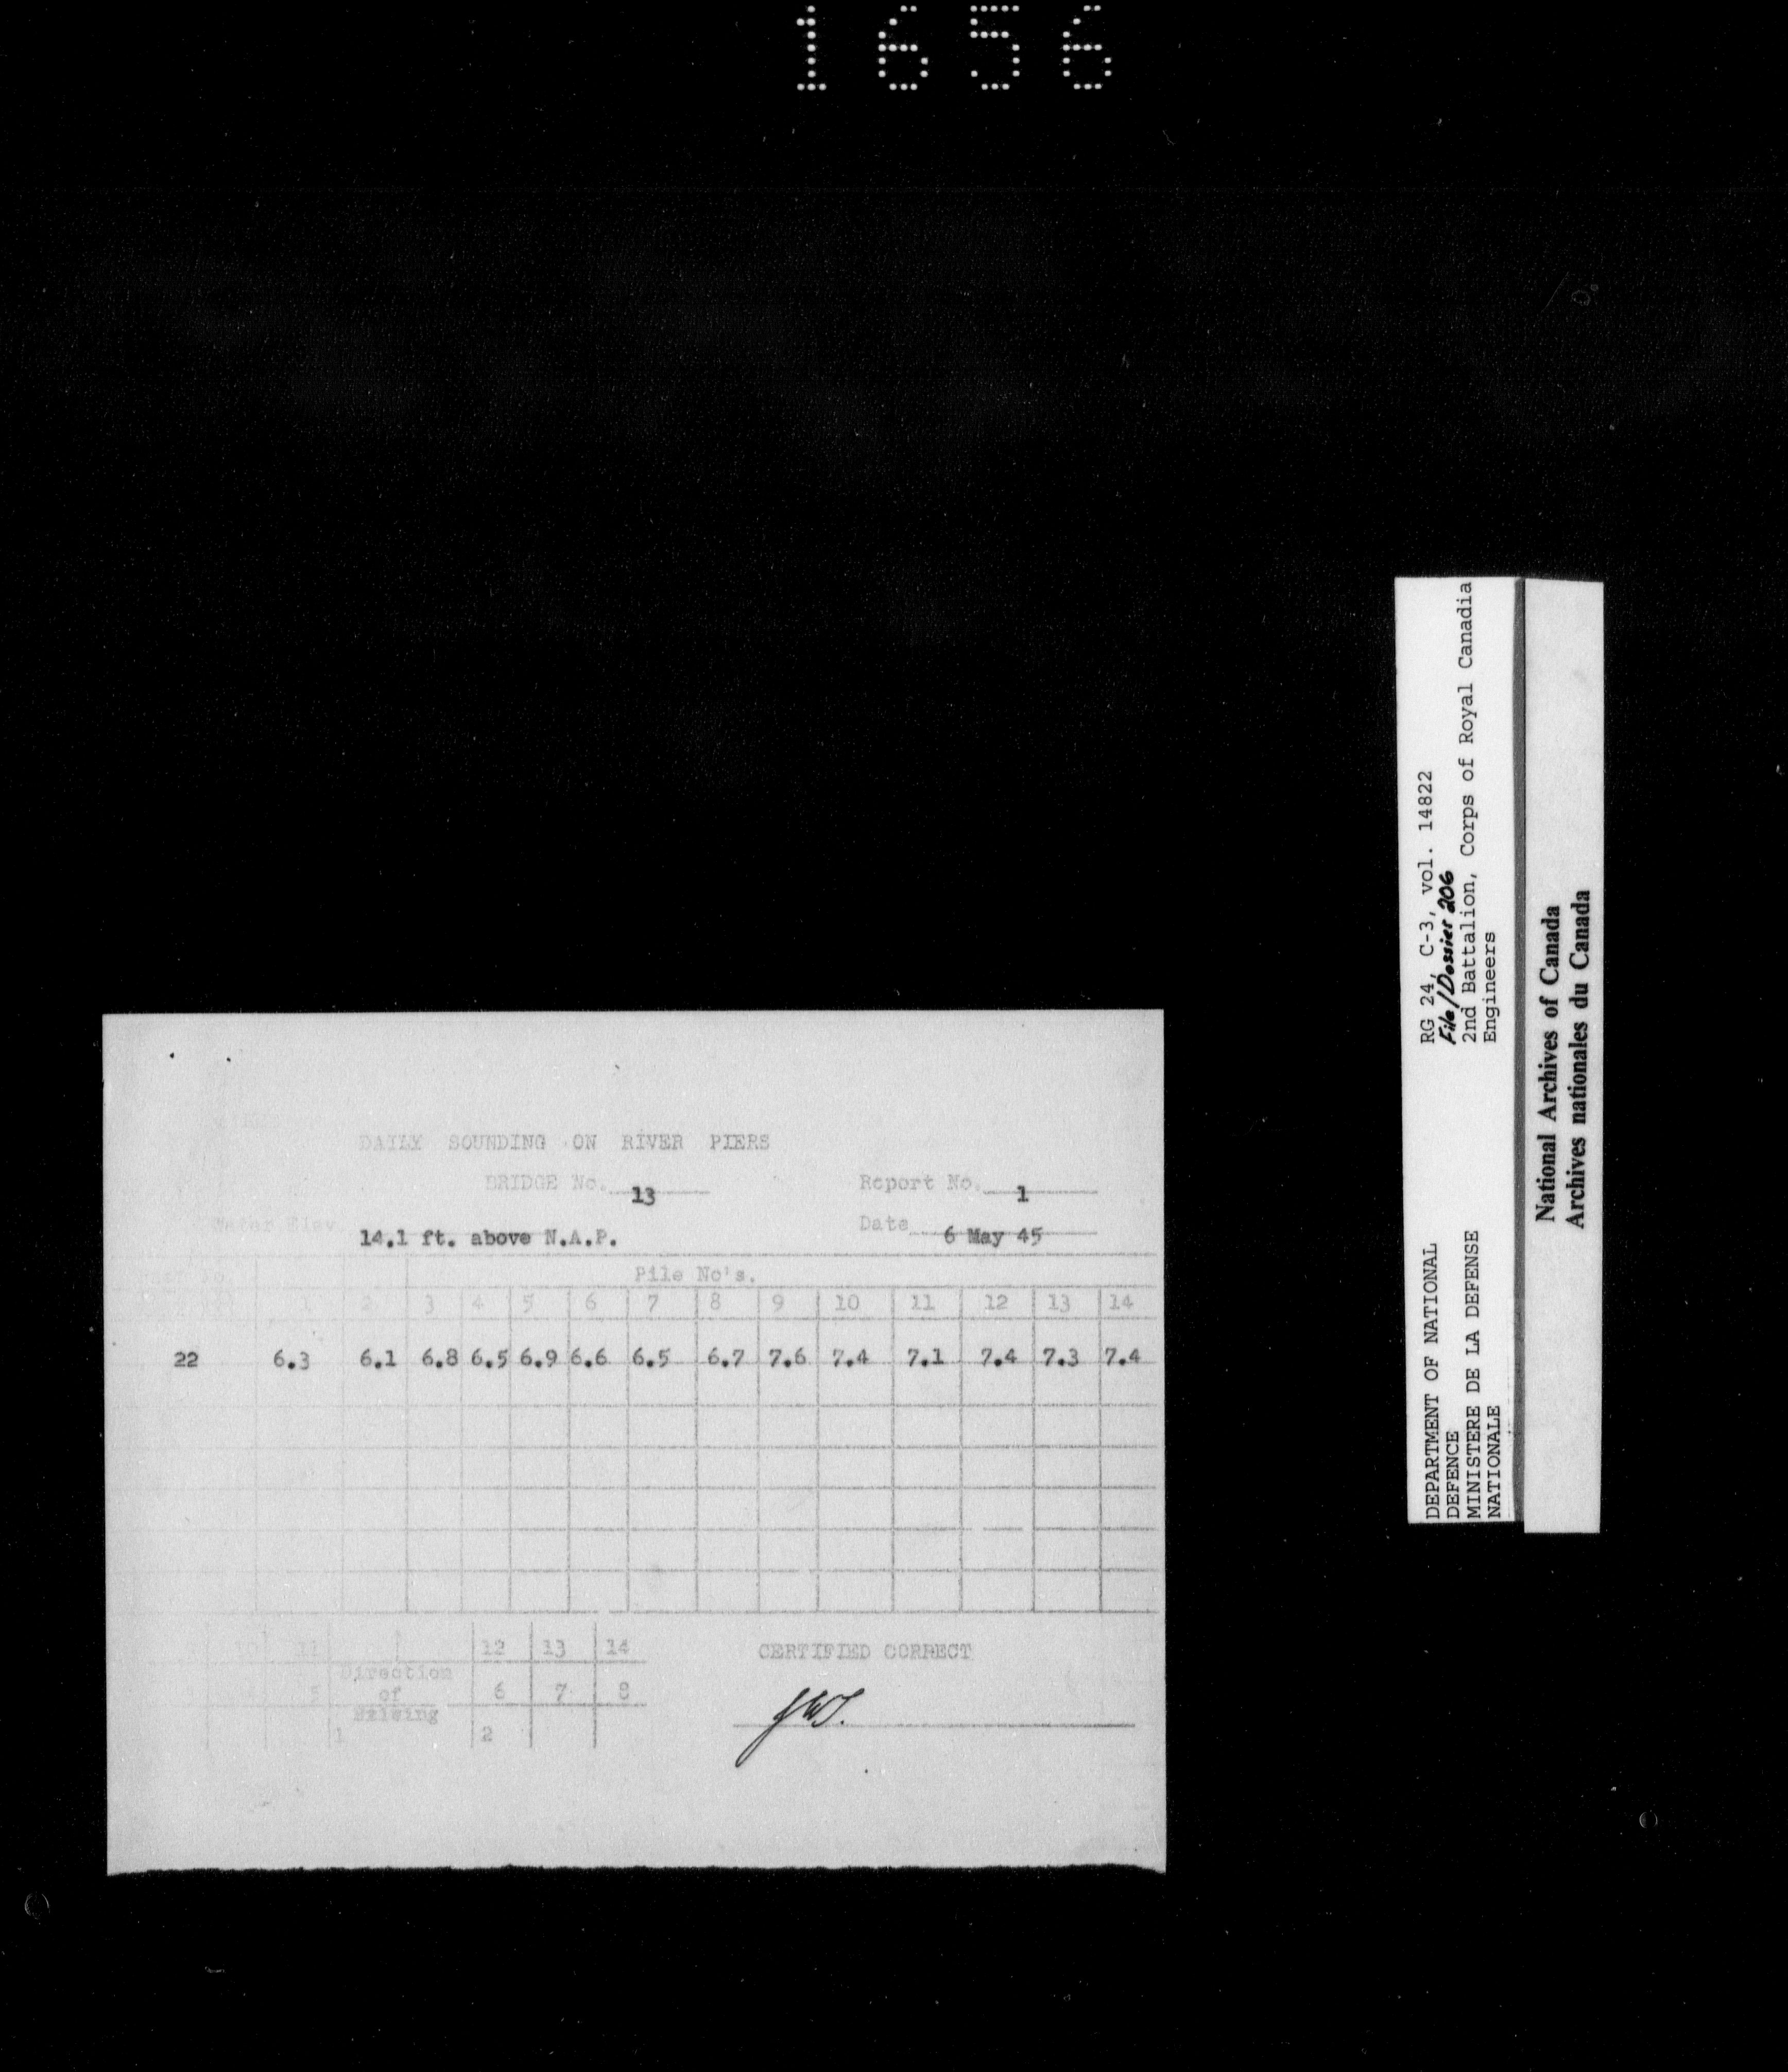 1656
DAILY SOUNDING ON RIVER PIERS
BRIDGE No. 13 Report No. 1
Water Elev. 14.1 ft. above N.A.P. Date 6 May 45
Pile No's.
1 2 3 4 5 6 7 8 9 10 11 12 13 14
22 6.3 6.1 6.8 6.5 6.9 6.6 6.5 6.7 7.6 7.4 7.1 7.4 7.3 7.4
9 10 11 12 13 14 CERTIFIED CORRECT
Direction
of 6 7 8
1 2
RG 24, C-3, vol. 14822
File/Dossier 206
2nd Battalion, Corps of Royal Canadia
Engineers
DEPARTMENT OF NATIONAL
DEFENCE
MINISTERE DE LA DEFENSE
NATIONALE
National Archives of Canada
Archives nationales du Canada